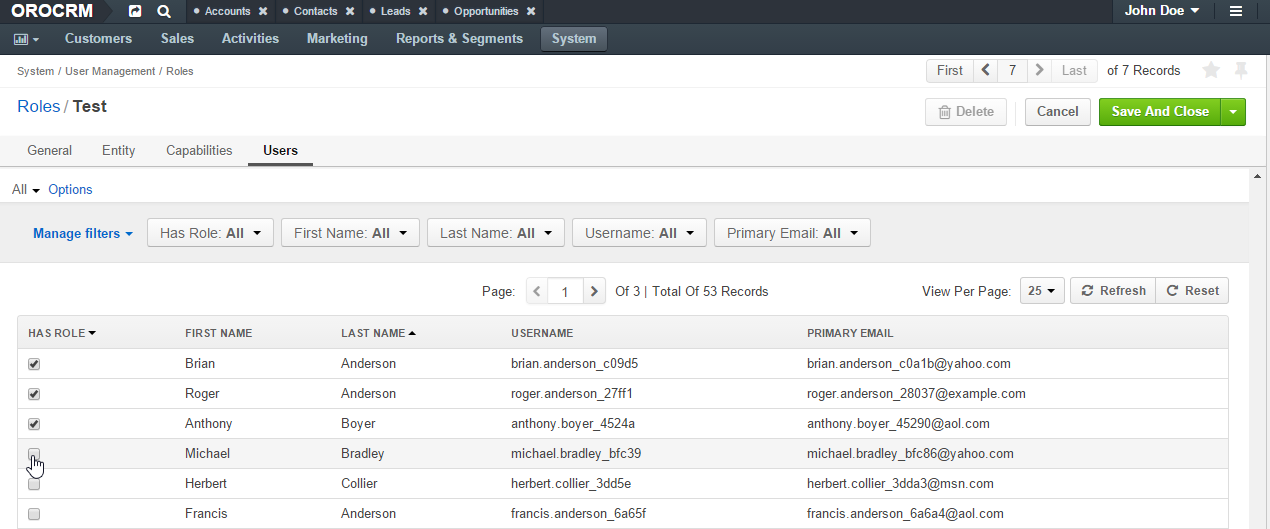 OROCRM Accounts × Contacts × Leads × Opportunities × John Doe
Customers Sales Activities Marketing Reports & Segments System
System / User Management / Roles First 7 Last of 7 Records
Roles / Test Delete Cancel Save And Close
General Entity Capabilities Users
All Options
Manage filters Has Role: All First Name: All Last Name: All Username: All Primary Email: All
Page: 1 Of 3 | Total Of 53 Records View Per Page: 25 Refresh Reset
HAS ROLE FIRST NAME LAST NAME USERNAME PRIMARY EMAIL
Brian Anderson brian.anderson_c09d5 brian.anderson_c0a1b@yahoo.com
Roger Anderson roger.anderson_27ff1 roger.anderson_28037@example.com
Anthony Boyer anthony.boyer_4524a anthony.boyer_45290@aol.com
Michael Bradley michael.bradley_bfc39 michael.bradley_bfc86@yahoo.com
Herbert Collier herbert.collier_3dd5e herbert.collier_3dda3@msn.com
Francis Anderson francis.anderson_6a65f francis.anderson_6a6a4@aol.com